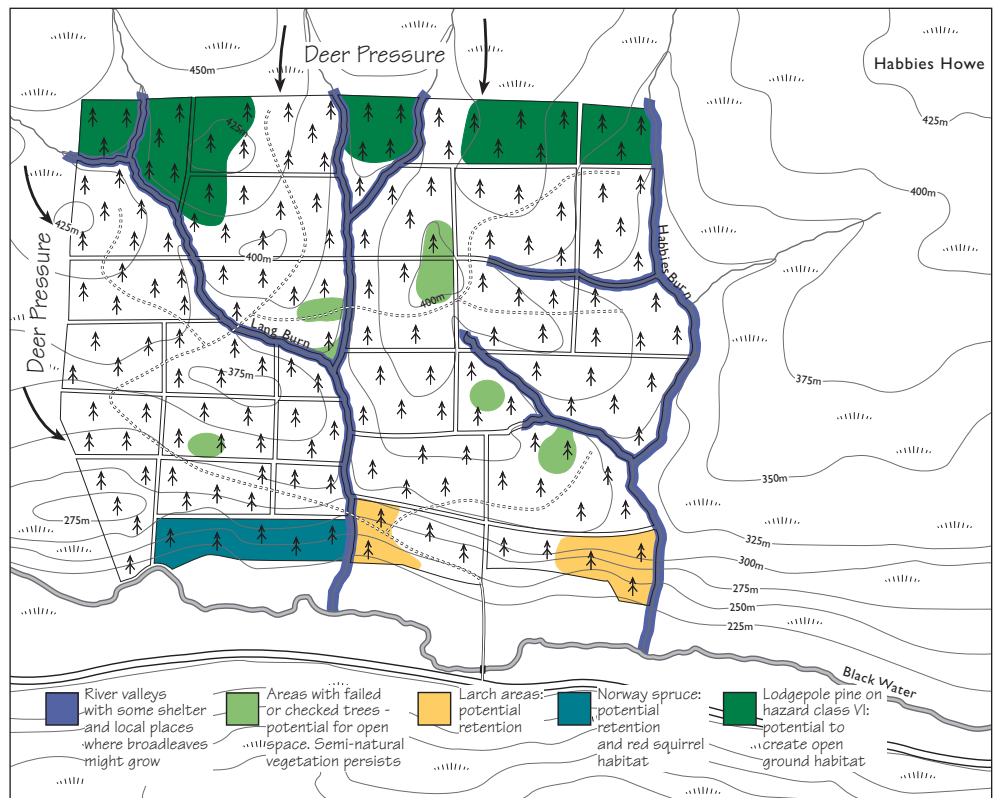 Deer Pressure
450m
Habbies Howe
425m
425m
400m
425m
Deer Pressure
400m
Habbies Burn
400m
Lang Burn
375m
375m
350m
275m
325m
300m
275m
250m
225m
Black Water
River valleys
with some shelter
and local places
where broadleaves
might grow
Areas with failed
or checked trees -
potential for open
space. Semi-natural
vegetation persists
Larch areas:
potential
retention
Norway spruce:
potential
retention
and red squirrel
habitat
Lodgepole pine on
hazard class VI:
potential to
create open
ground habitat